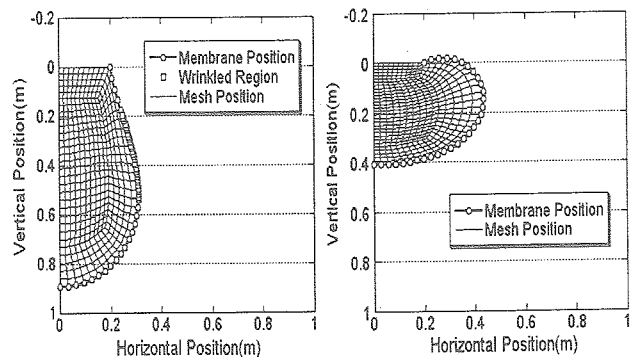 -0.2
0
0.2
0.4
0.6
0.8
1
Vertical Position(m)
Membrane Position
Wrinkled Region
Mesh Position
0 0.2 0.4 0.6 0.8 1
Horizontal Position(m)
-0.2
0
0.2
0.4
0.6
0.8
1
Vertical Position(m)
Membrane Position
Mesh Position
0 0.2 0.4 0.6 0.8 1
Horizontal Position(m)